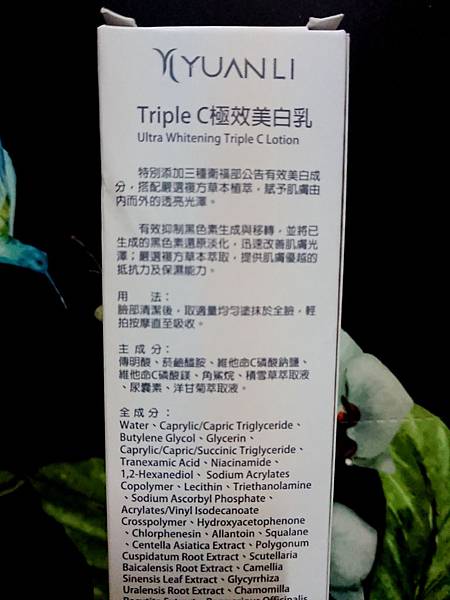 YUANLI
Triple C極效美白乳
Ultra Whitening Triple C Lotion
特別添加三種衛福部公告有效美白成
分，搭配嚴選複方草本植萃，賦予肌膚由
內而外的透亮光澤。
有效抑制黑色素生成與移轉，並將已
生成的黑色素還原淡化，迅速改善肌膚光
澤；嚴選複方草本萃取，提供肌膚優越的
抵抗力及保濕能力。
用 法：
臉部清潔後，取適量均勻塗抹於全臉，輕
拍按摩直至吸收。
主 成 分：
傳明酸、菸鹼醯胺、維他命C磷酸鈉鹽、
維他命C磷酸鎂、角鯊烷、積雪草萃取液
、尿囊素、洋甘菊萃取液。
全 成 分：
Water、Caprylic/Capric Triglyceride、
Butylene Glycol、Glycerin、
Caprylic/Capric/Succinic Triglyceride、
Tranexamic Acid、Niacinamide、
1,2-Hexanediol、Sodium Acrylates
Copolymer、Lecithin、Triethanolamine
、Sodium Ascorbyl Phosphate、
Acrylates/Vinyl Isodecanoate
Crosspolymer、Hydroxyacetophenone
、Chlorphenesin、Allantoin、Squalane
、Centella Asiatica Extract、Polygonum
Cuspidatum Root Extract、Scutellaria
Baicalensis Root Extract、Camellia
Sinensis Leaf Extract、Glycyrrhiza
Uralensis Root Extract、Chamomilla